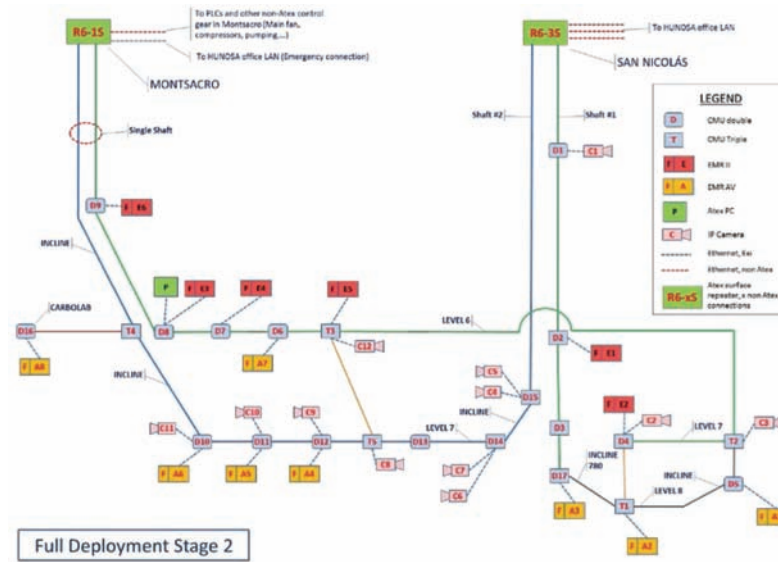 R6-1S
To PLCs and other non-Atex control
gear in Montsacro (Main fan,
compressors, pumping,...)
To HUNOSA office LAN (Emergency connection)
MONTSACRO
Single Shaft
R6-3S
To HUNOSA office LAN
SAN NICOLÁS
Shaft #2
Shaft #1
LEGEND
D CMU double
T CMU Triple
F E EMR II
F A EMR AV
P Atex PC
C IP Camera
Ethernet, Exi
Ethernet, non Atex
R6-xS
Atex surface
repeater, x non Atex
connections
D1
C1
D9
F E6
INCLINE
CARBOLAB
D16
T4
F A8
P
F E3
F E4
F E5
D8
D7
D6
T3
F A7
C12
LEVEL 6
D2
F E1
INCLINE
C5
C4
D15
INCLINE
C11
C10
C9
D10
D11
D12
T5
D13
D14
LEVEL 7
F A6
F A5
F A4
C8
C7
C6
D3
F E2
C2
D4
LEVEL 7
T2
C3
D17
INCLINE
780
INCLINE
D5
T1
LEVEL 8
F A3
F A2
Full Deployment Stage 2